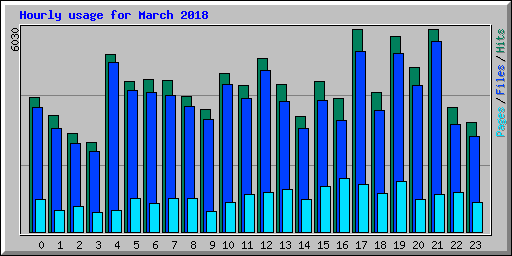 Hourly usage for March 2018
6030
Pages/Files/Hits
0 1 2 3 4 5 6 7 8 9 10 11 12 13 14 15 16 17 18 19 20 21 22 23